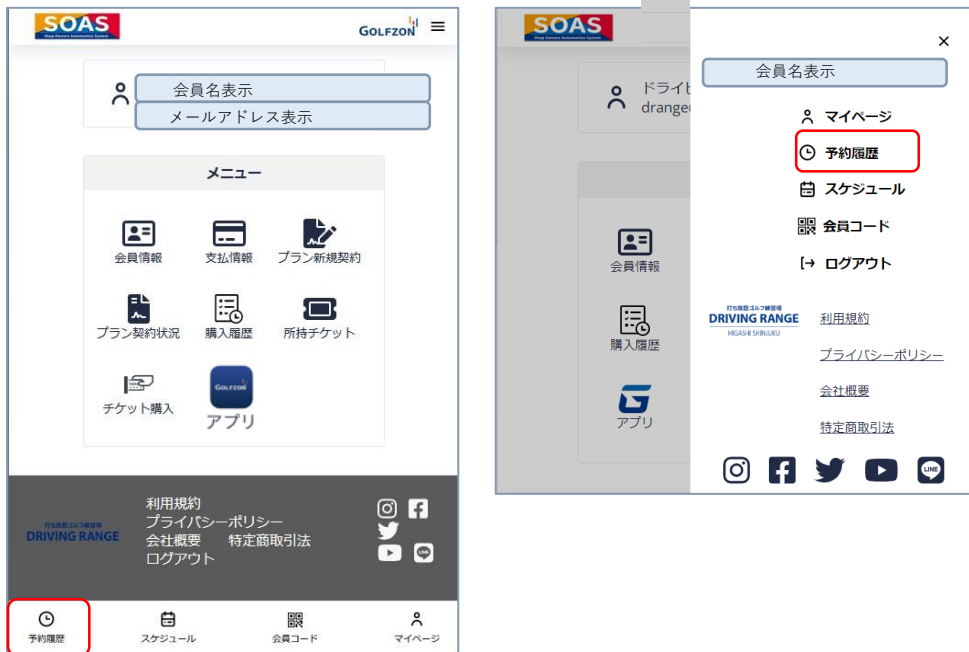 SOAS
Shop Owners Automation System
GOLFZON
会員名表示
メールアドレス表示
メニュー
会員情報
支払情報
プラン新規契約
プラン契約状況
購入履歴
所持チケット
チケット購入
GOLFZON
アプリ
打ち放題ゴルフ練習場
DRIVING RANGE
利用規約
プライバシーポリシー
会社概要 特定商取引法
ログアウト
LINE
予約履歴
スケジュール
会員コード
マイページ
SOAS
Shop Owners Automation System
ドライ
drange
会員情報
購入履歴
アプリ
×
会員名表示
マイページ
予約履歴
スケジュール
会員コード
ログアウト
打ち放題ゴルフ練習場
DRIVING RANGE
HIGASHI SHINJUKU
利用規約
プライバシーポリシー
会社概要
特定商取引法
LINE